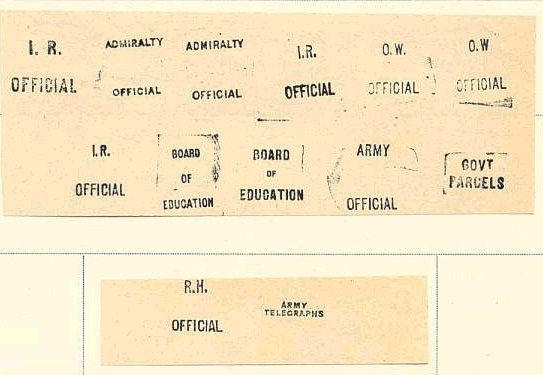 I. R.
OFFICIAL
ADMIRALTY
OFFICIAL
ADMIRALTY
OFFICIAL
I.R.
OFFICIAL
O.W.
OFFICIAL
O.W
OFFICIAL
I.R.
OFFICIAL
BOARD
OF
EDUCATION
BOARD
OF
EDUCATION
ARMY
OFFICIAL
GOVT
PARCELS
R.H.
OFFICIAL
ARMY
TELEGRAPHS